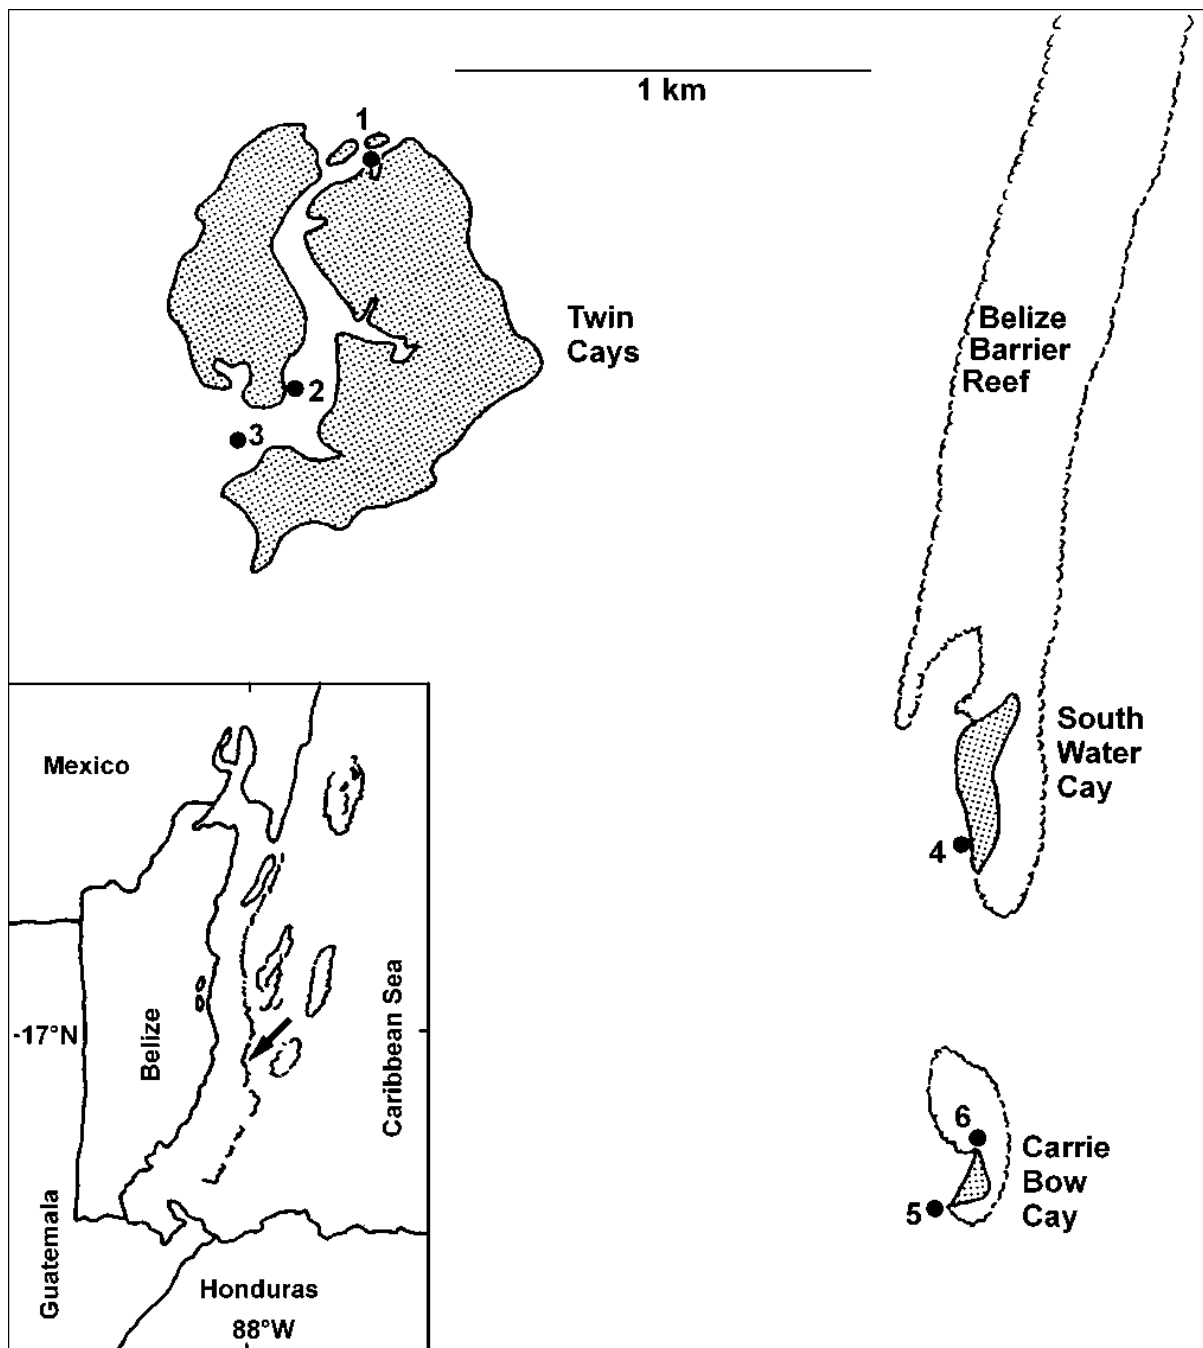 1
1 km
Twin
Cays
2
3
Belize
Barrier
Reef
South
Water
Cay
4
6
Carrie
Bow
Cay
5
Mexico
-17°N
Belize
Caribbean Sea
Guatemala
Honduras
88°W